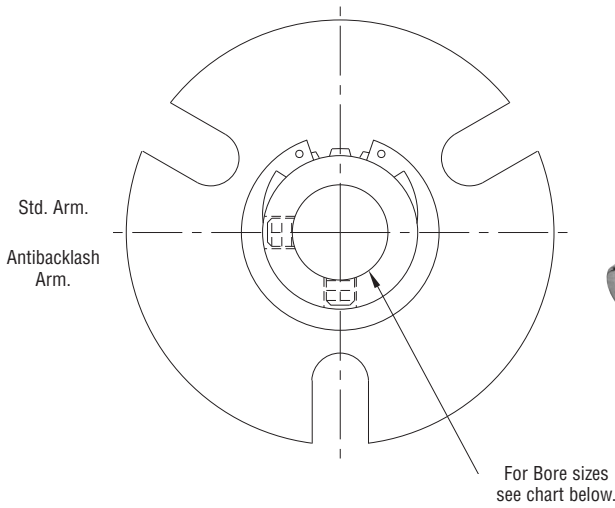 Std. Arm.
Antibacklash
Arm.
For Bore sizes
see chart below.